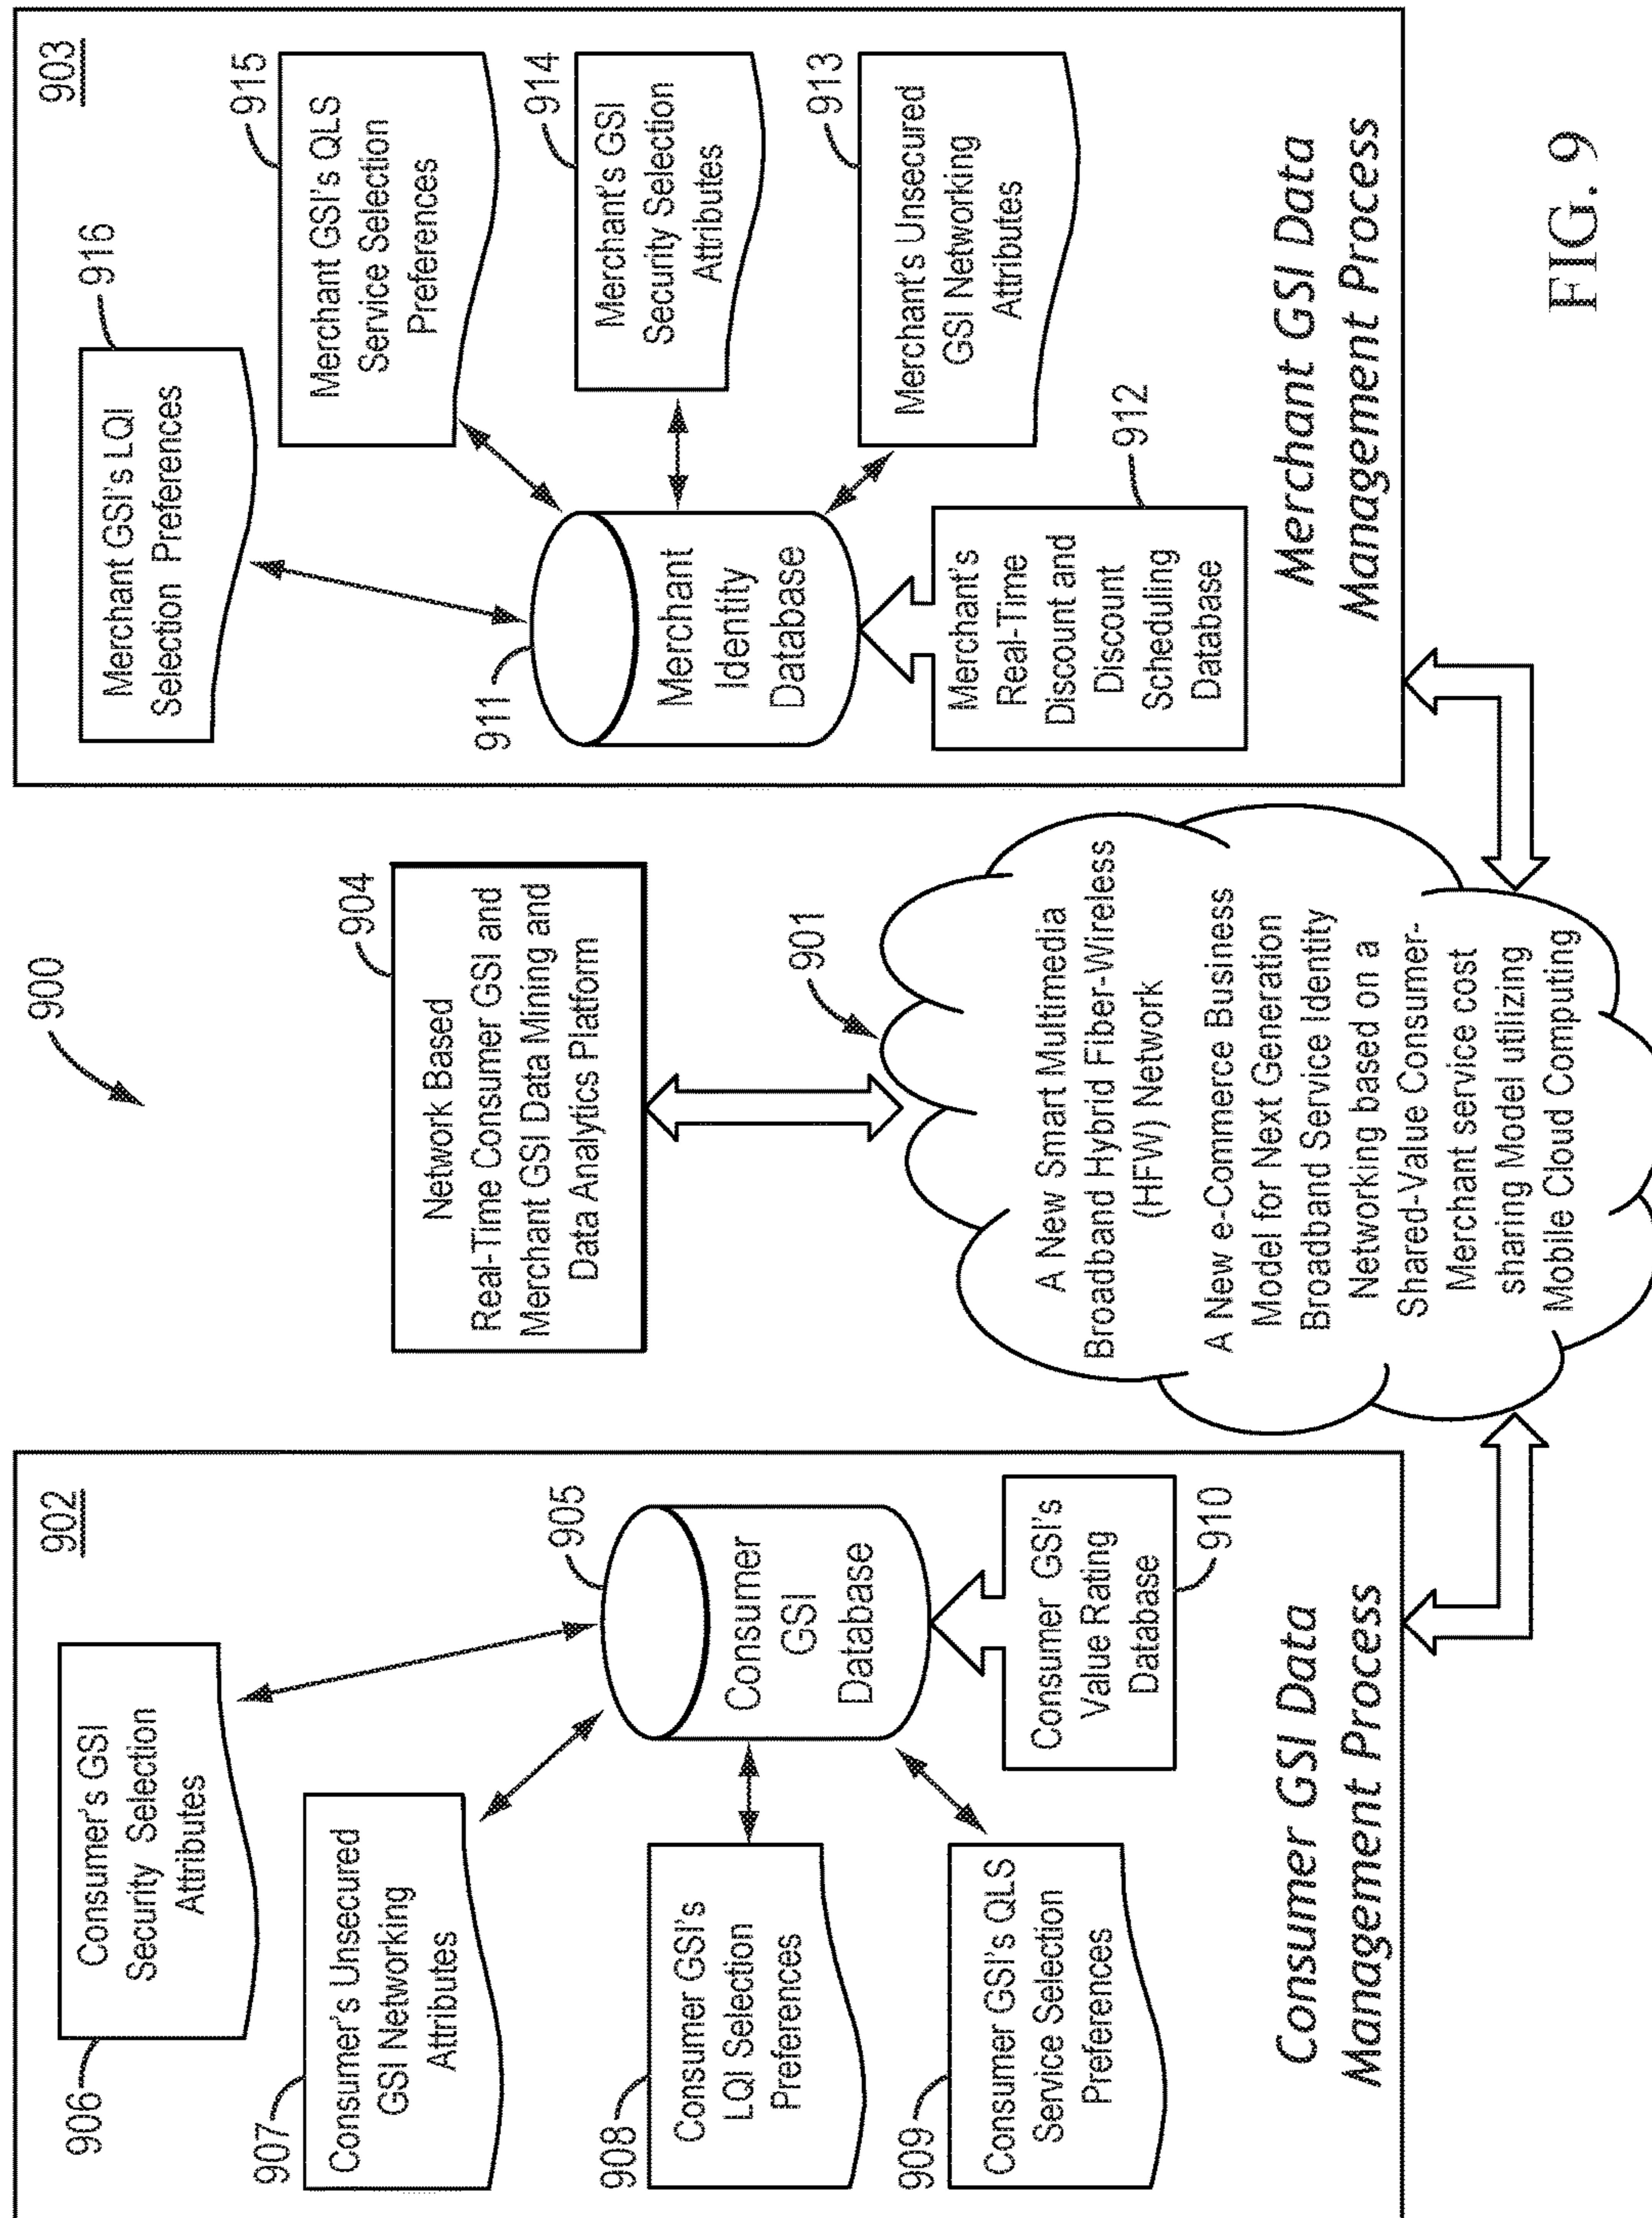 900
902
906
Consumer's GSI
Security Selection
Attributes
907
Consumer's Unsecured
GSI Networking
Attributes
908
Consumer GSI's
LQI Selection
Preferences
909
Consumer GSI's QLS
Service Selection
Preferences
905
Consumer
GSI
Database
Consumer GSI's
Value Rating
Database
910
Consumer GSI Data
Management Process
904
Network Based
Real-Time Consumer GSI and
Merchant GSI Data Mining and
Data Analytics Platform
901
A New Smart Multimedia
Broadband Hybrid Fiber-Wireless
(HFW) Network
A New e-Commerce Business
Model for Next Generation
Broadband Service Identity
Networking based on a
Shared-Value Consumer-
Merchant service cost
sharing Model utilizing
Mobile Cloud Computing
903
916
Merchant GSI's LQI
Selection Preferences
915
Merchant GSI's QLS
Service Selection
Preferences
914
Merchant's GSI
Security Selection
Attributes
913
Merchant's Unsecured
GSI Networking
Attributes
911
Merchant
Identity
Database
912
Merchant's
Real-Time
Discount and
Discount
Scheduling
Database
Merchant GSI Data
Management Process
FIG. 9